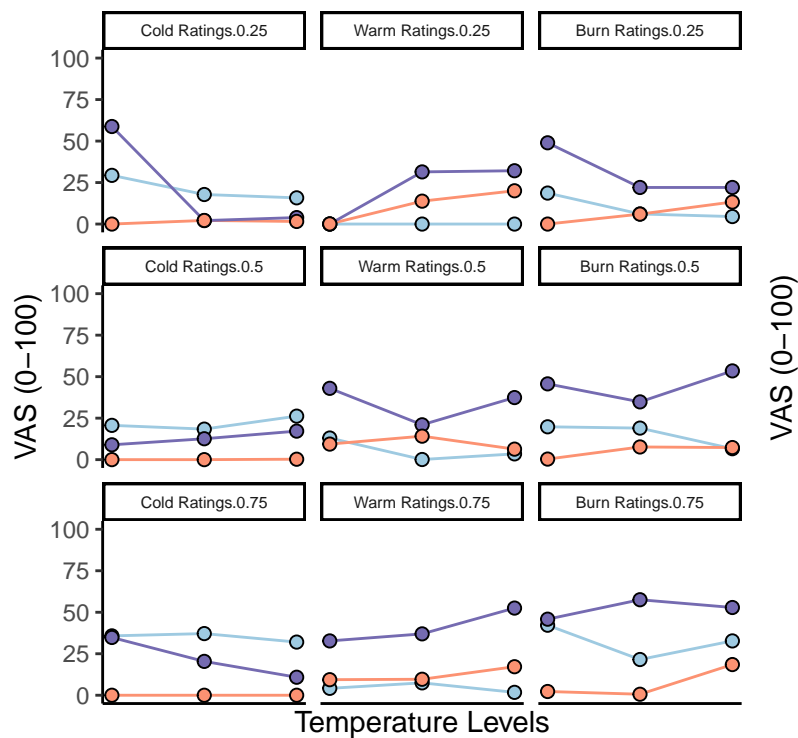 Cold Ratings.0.25
Warm Ratings.0.25
Burn Ratings.0.25
100
75
50
25
0
Cold Ratings.0.5
Warm Ratings.0.5
Burn Ratings.0.5
100
75
50
25
0
Cold Ratings.0.75
Warm Ratings.0.75
Burn Ratings.0.75
100
75
50
25
0
VAS (0−100)
VAS (0−100)
Temperature Levels